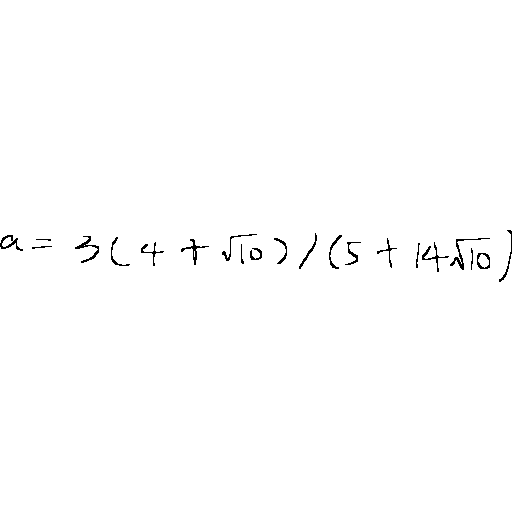 a = 3(4 + √10)/(5 + 14√10)